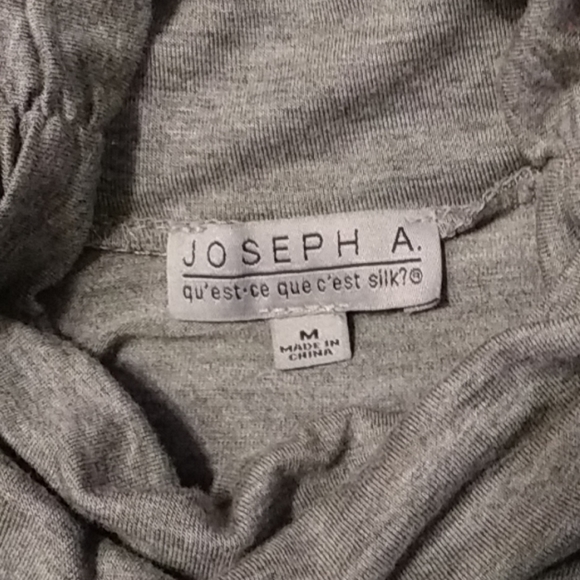 JOSEPH A.
qu'est-ce que c'est silk?®
M
MADE IN
CHINA